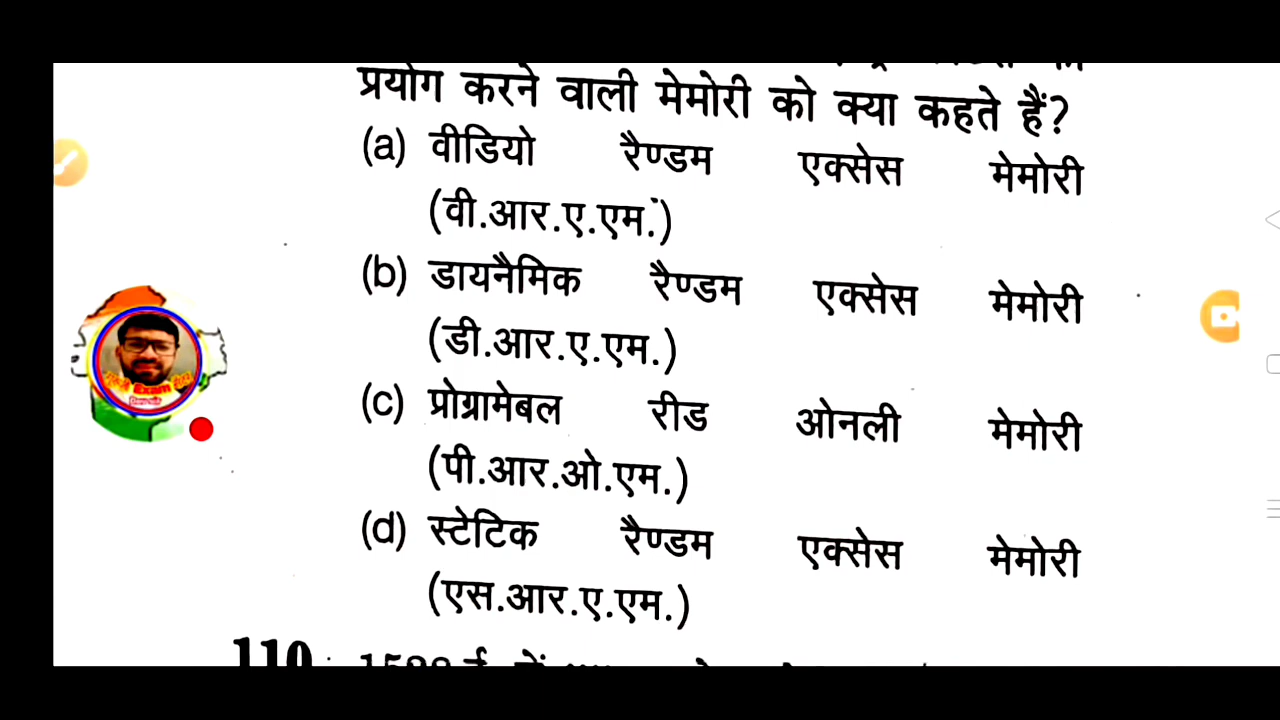 प्रयोग करने वाली मेमोरी को क्या कहते हैं?
(a) वीडियो रैण्डम एक्सेस मेमोरी
(वी.आर.ए.एम.)
(b) डायनैमिक रैण्डम एक्सेस मेमोरी
(डी.आर.ए.एम.)
(c) प्रोग्रामेबल रीड ओनली मेमोरी
(पी.आर.ओ.एम.)
(d) स्टेटिक रैण्डम एक्सेस मेमोरी
(एस.आर.ए.एम.)
110.
Exam